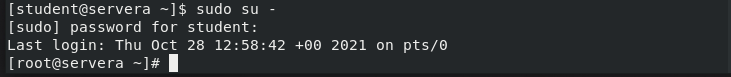 [student@servera ~]$ sudo su -
[sudo] password for student:
Last login: Thu Oct 28 12:58:42 +00 2021 on pts/0
[root@servera ~]#